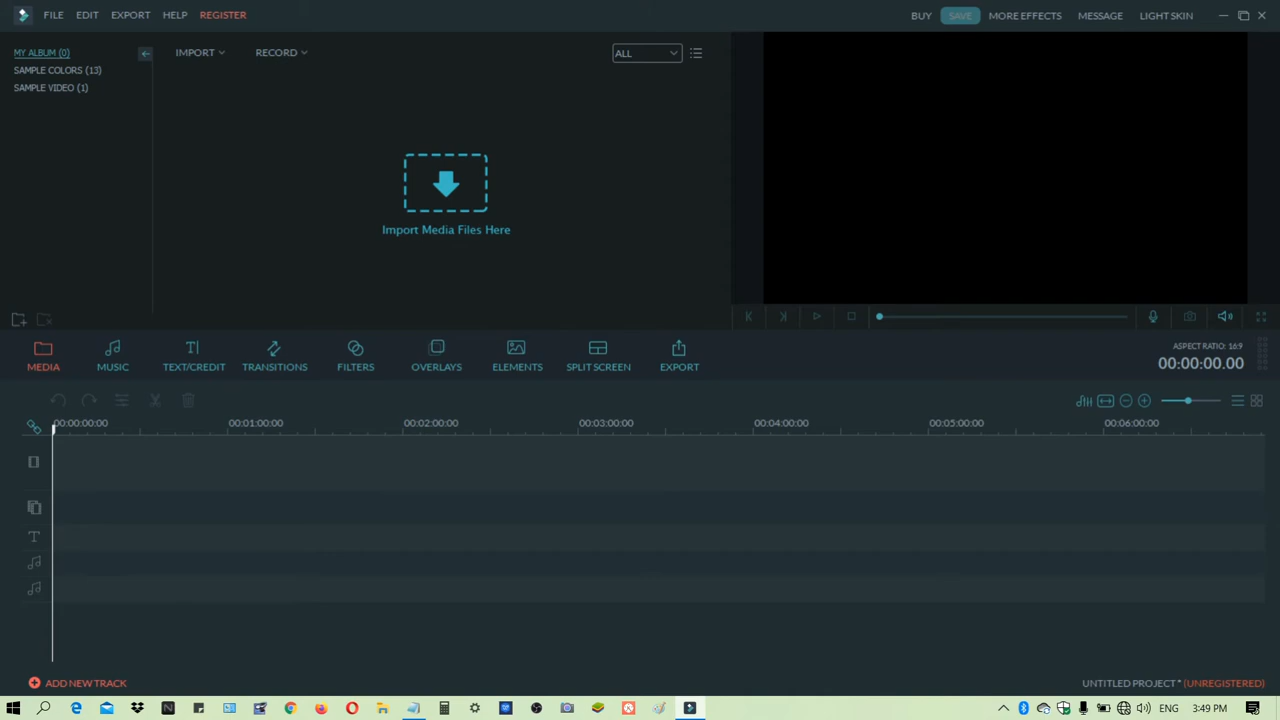 FILE EDIT EXPORT HELP REGISTER BUY SAVE MORE EFFECTS MESSAGE LIGHT SKIN
MY ALBUM (0) IMPORT RECORD ALL
SAMPLE COLORS (13)
SAMPLE VIDEO (1)
Import Media Files Here
MEDIA MUSIC TEXT/CREDIT TRANSITIONS FILTERS OVERLAYS ELEMENTS SPLIT SCREEN EXPORT
ASPECT RATIO: 16:9
00:00:00.00
00:00:00:00 00:01:00:00 00:02:00:00 00:03:00:00 00:04:00:00 00:05:00:00 00:06:00:00
ADD NEW TRACK UNTITLED PROJECT * (UNREGISTERED)
ENG 3:49 PM